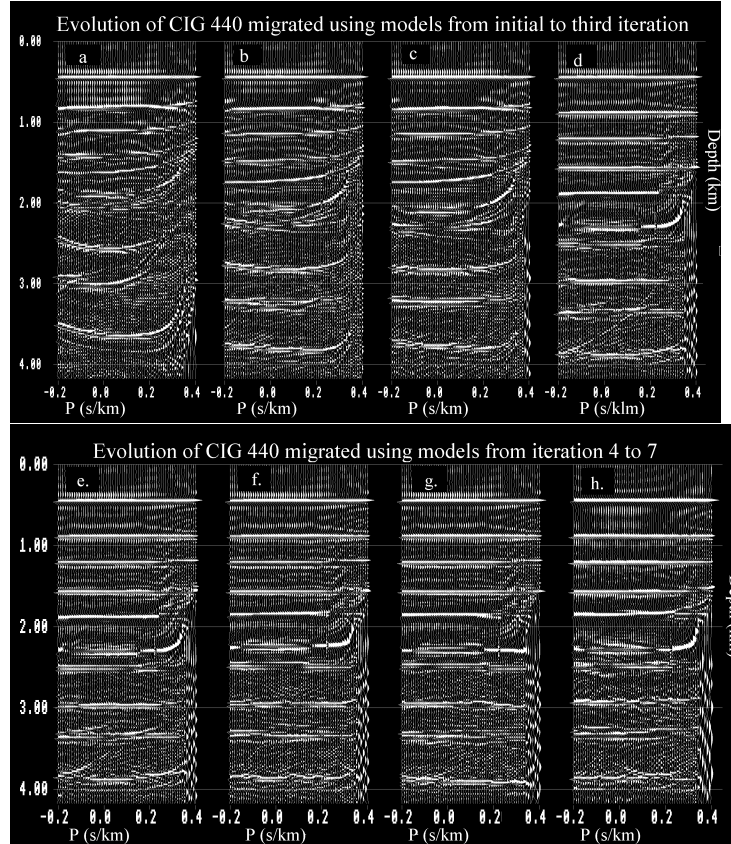 Evolution of CIG 440 migrated using models from initial to third iteration
0.00
a b c d
1.00
Depth (km)
2.00
3.00
4.00
-0.2 0.0 0.2 0.4 -0.2 0.0 0.2 0.4 -0.2 0.0 0.2 0.4 -0.2 0.0 0.2 0.4
P (s/km) P (s/km) P (s/km) P (s/klm)
Evolution of CIG 440 migrated using models from iteration 4 to 7
0.00
e. f. g. h.
1.00
2.00
3.00
4.00
-0.2 0.0 0.2 0.4 -0.2 0.0 0.2 0.4 -0.2 0.0 0.2 0.4 -0.2 0.0 0.2 0.4
P (s/km) P (s/km) P (s/km) P (s/km)